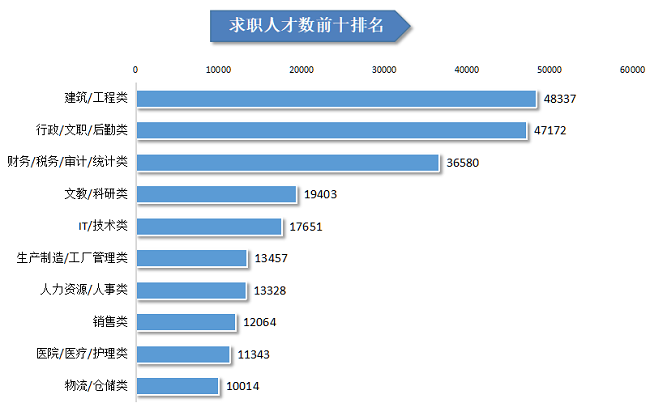 求职人才数前十排名
0 10000 20000 30000 40000 50000 60000
建筑/工程类 48337
行政/文职/后勤类 47172
财务/税务/审计/统计类 36580
文教/科研类 19403
IT/技术类 17651
生产制造/工厂管理类 13457
人力资源/人事类 13328
销售类 12064
医院/医疗/护理类 11343
物流/仓储类 10014